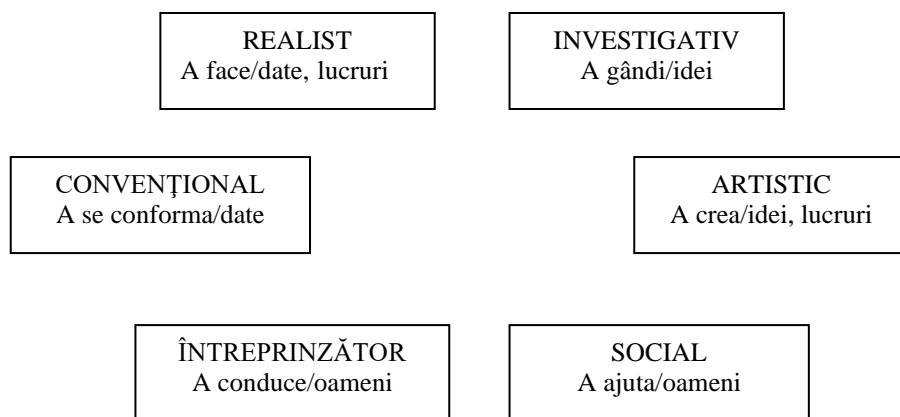 REALIST
A face/date, lucruri
INVESTIGATIV
A gândi/idei
CONVENŢIONAL
A se conforma/date
ARTISTIC
A crea/idei, lucruri
ÎNTREPRINZĂTOR
A conduce/oameni
SOCIAL
A ajuta/oameni